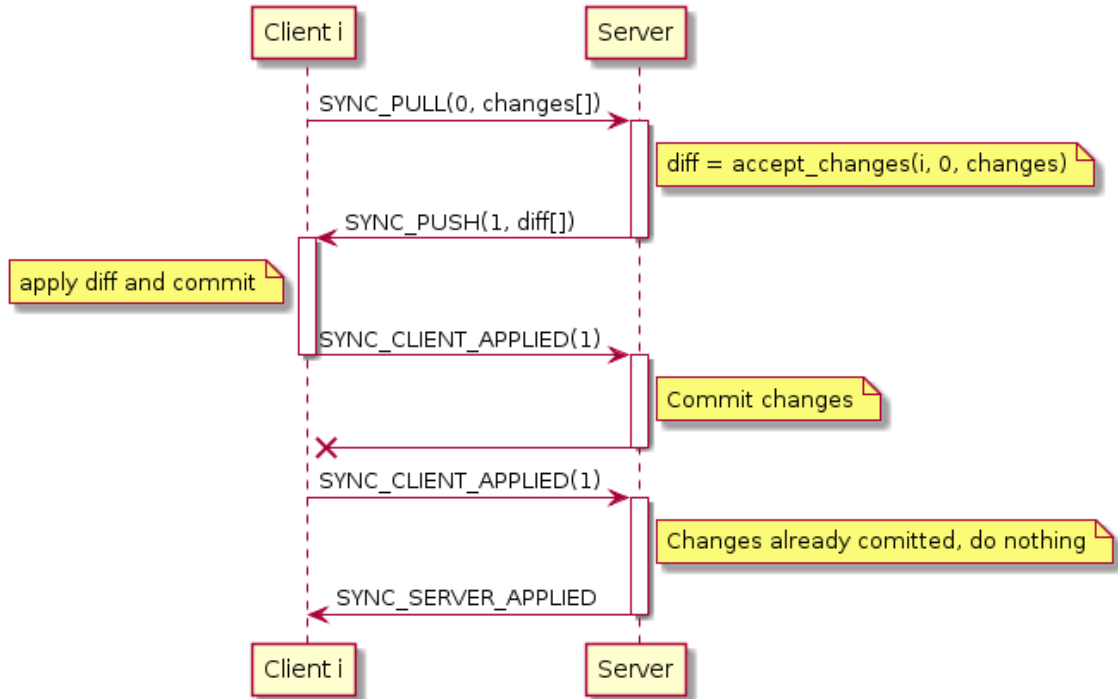 Client i
Server
SYNC_PULL(0, changes[])
diff = accept_changes(i, 0, changes)
SYNC_PUSH(1, diff[])
apply diff and commit
SYNC_CLIENT_APPLIED(1)
Commit changes
SYNC_CLIENT_APPLIED(1)
Changes already comitted, do nothing
SYNC_SERVER_APPLIED
Client i
Server